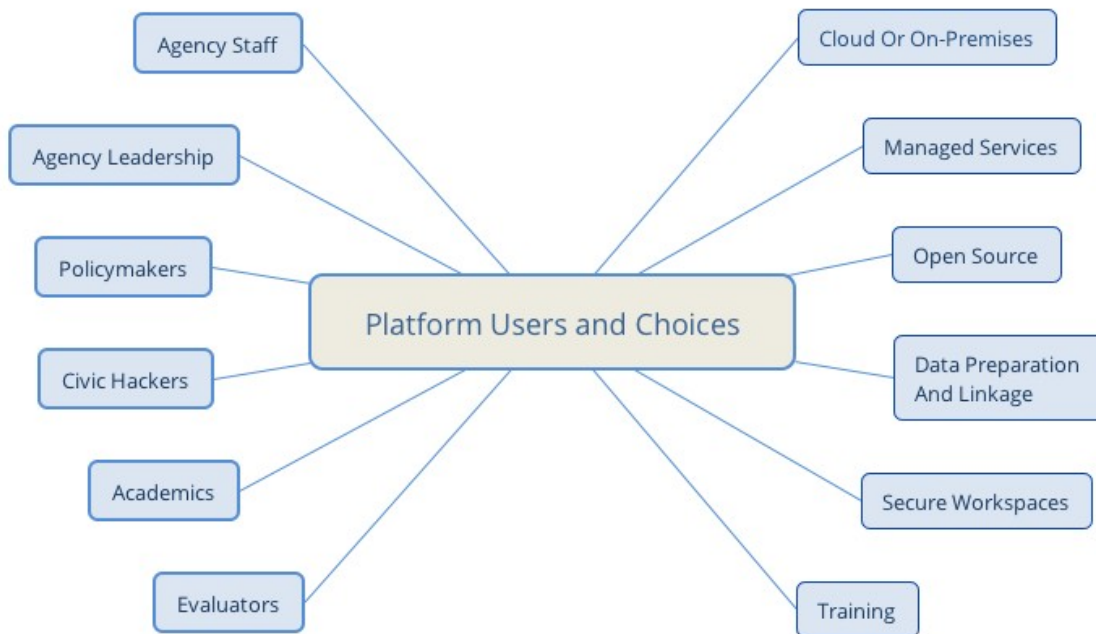 Agency Staff
Agency Leadership
Policymakers
Civic Hackers
Academics
Evaluators
Platform Users and Choices
Cloud Or On-Premises
Managed Services
Open Source
Data Preparation
And Linkage
Secure Workspaces
Training